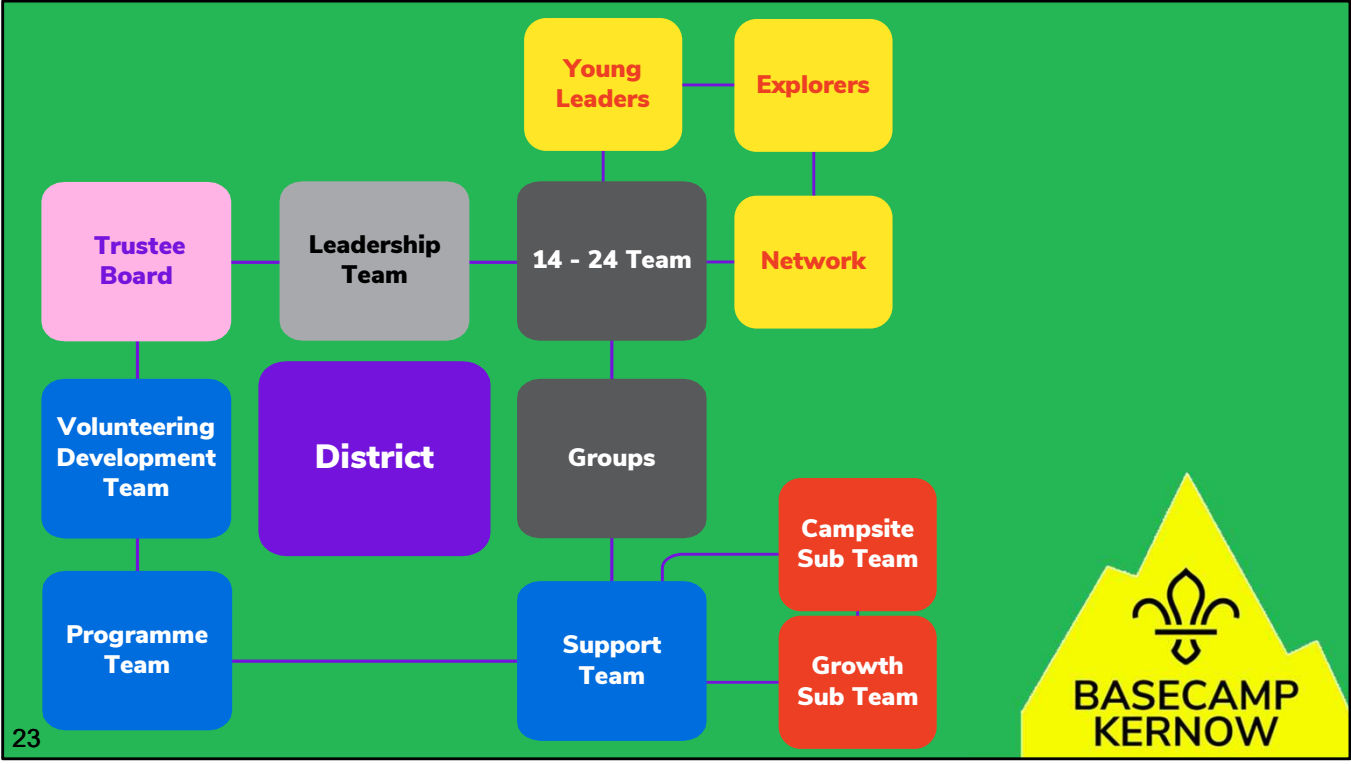 Young
Leaders
Explorers
Trustee
Board
Leadership
Team
14 - 24 Team
Network
Volunteering
Development
Team
District
Groups
Campsite
Sub Team
Programme
Team
Support
Team
Growth
Sub Team
BASECAMP
KERNOW
23